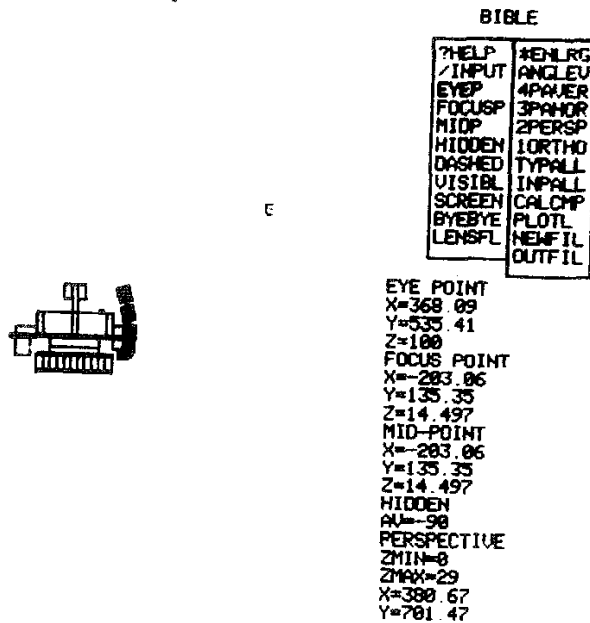 BIBLE
?HELP *ENLRG
/INPUT ANGLEV
EYEP 4PAVER
FOCUSP 3PAHOR
MIDP 2PERSP
HIDDEN 1ORTHO
DASHED TYPALL
VISIBL INPALL
SCREEN CALCMP
BYEBYE PLOTL
LENSFL NEWFIL
OUTFIL
E
EYE POINT
X=368.09
Y=535.41
Z=100
FOCUS POINT
X=-203.06
Y=135.35
Z=14.497
MID-POINT
X=-203.06
Y=135.35
Z=14.497
HIDDEN
AV=-90
PERSPECTIVE
ZMIN=0
ZMAX=29
X=380.67
Y=701.47